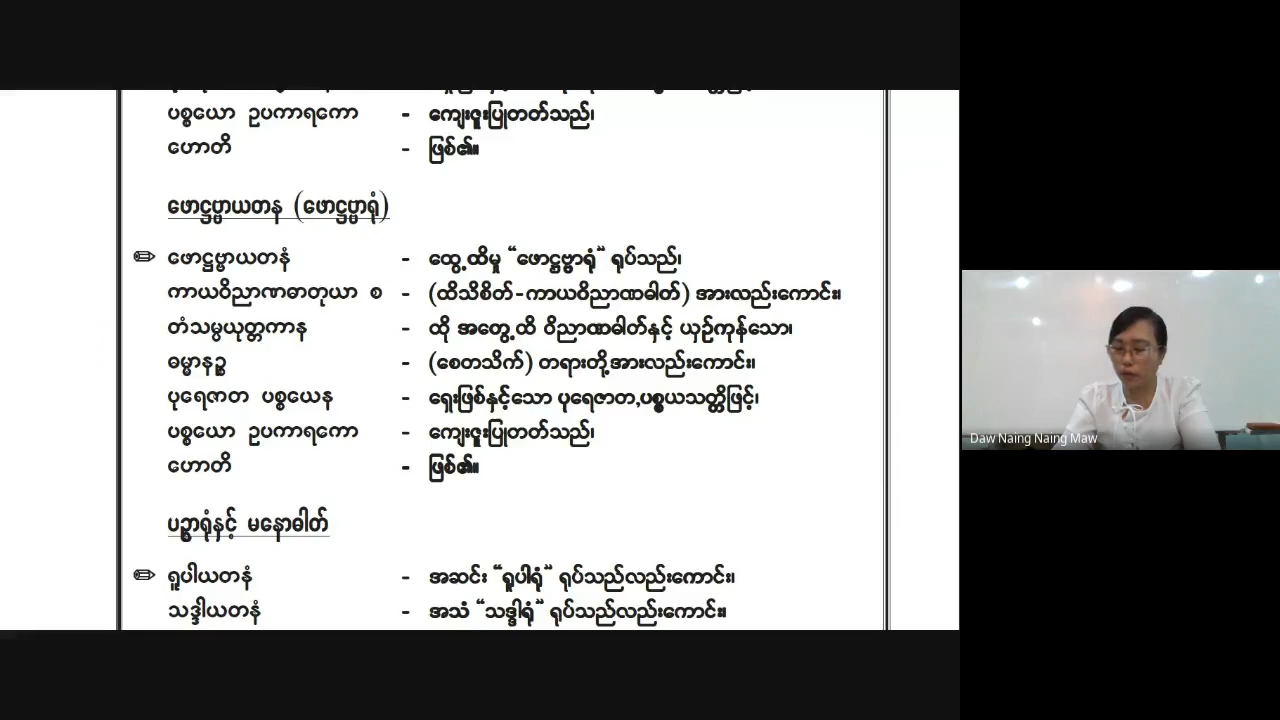 ပစ္စယော ဥပကာရကော - ကျေးဇူးပြုတတ်သည်၊
ဟောတိ - ဖြစ်၏။
ဖောဋ္ဌဗ္ဗာယတန (ဖောဋ္ဌဗ္ဗာရုံ)
✏ ဖောဋ္ဌဗ္ဗာယတနံ - ထွေ့ထိမှု “ဖောဋ္ဌဗ္ဗာရုံ” ရုပ်သည်၊
ကာယဝိညာဏဓာတုယာ စ - (ထိသိစိတ်-ကာယဝိညာဏဓါတ်) အားလည်းကောင်း၊
တံသမ္ပယုတ္တကာန - ထို အတွေ့ထိ ဝိညာဏဓါတ်နှင့် ယှဉ်ကုန်သော၊
ဓမ္မာနဉ္စ - (စေတသိက်) တရားတို့အားလည်းကောင်း၊
ပုရေဇာတ ပစ္စယေန - ရှေးဖြစ်နှင့်သော ပုရေဇာတ,ပစ္စယသတ္တိဖြင့်၊
ပစ္စယော ဥပကာရကော - ကျေးဇူးပြုတတ်သည်၊
ဟောတိ - ဖြစ်၏။
ပဉ္စာရုံနှင့် မနောဓါတ်
✏ ရူပါယတနံ - အဆင်း “ရူပါရုံ” ရုပ်သည်လည်းကောင်း၊
သဒ္ဒါယတနံ - အသံ “သဒ္ဒါရုံ” ရုပ်သည်လည်းကောင်း။
Daw Naing Naing Maw